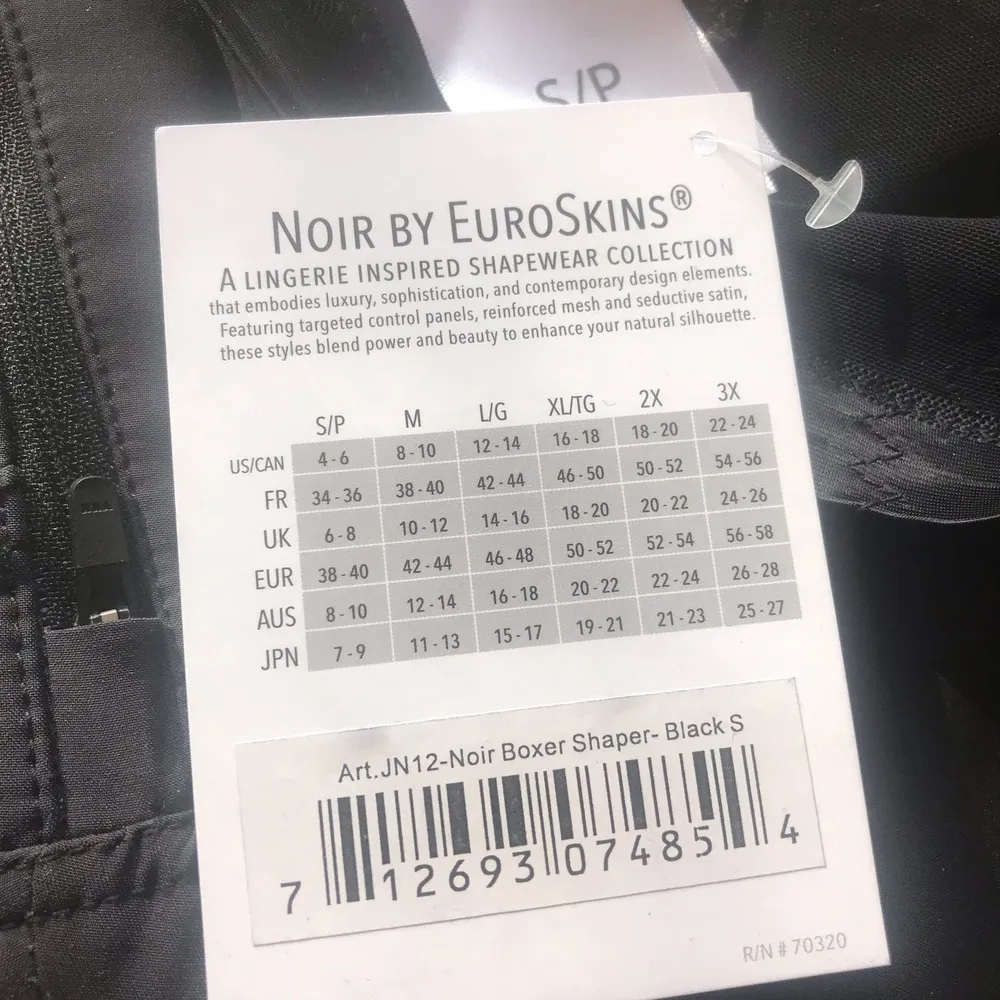 S/P
NOIR BY EUROSKINS®
A LINGERIE INSPIRED SHAPEWEAR COLLECTION
that embodies luxury, sophistication, and contemporary design elements.
Featuring targeted control panels, reinforced mesh and seductive satin,
these styles blend power and beauty to enhance your natural silhouette.
S/P M L/G XL/TG 2X 3X
US/CAN 4 - 6 8 - 10 12 - 14 16 - 18 18 - 20 22 - 24
FR 34 - 36 38 - 40 42 - 44 46 - 50 50 - 52 54 - 56
UK 6 - 8 10 - 12 14 - 16 18 - 20 20 - 22 24 - 26
EUR 38 - 40 42 - 44 46 - 48 50 - 52 52 - 54 56 - 58
AUS 8 - 10 12 - 14 16 - 18 20 - 22 22 - 24 26 - 28
JPN 7 - 9 11 - 13 15 - 17 19 - 21 21 - 23 25 - 27
Art.JN12-Noir Boxer Shaper- Black S
7 12693 07485 4
R/N # 70320